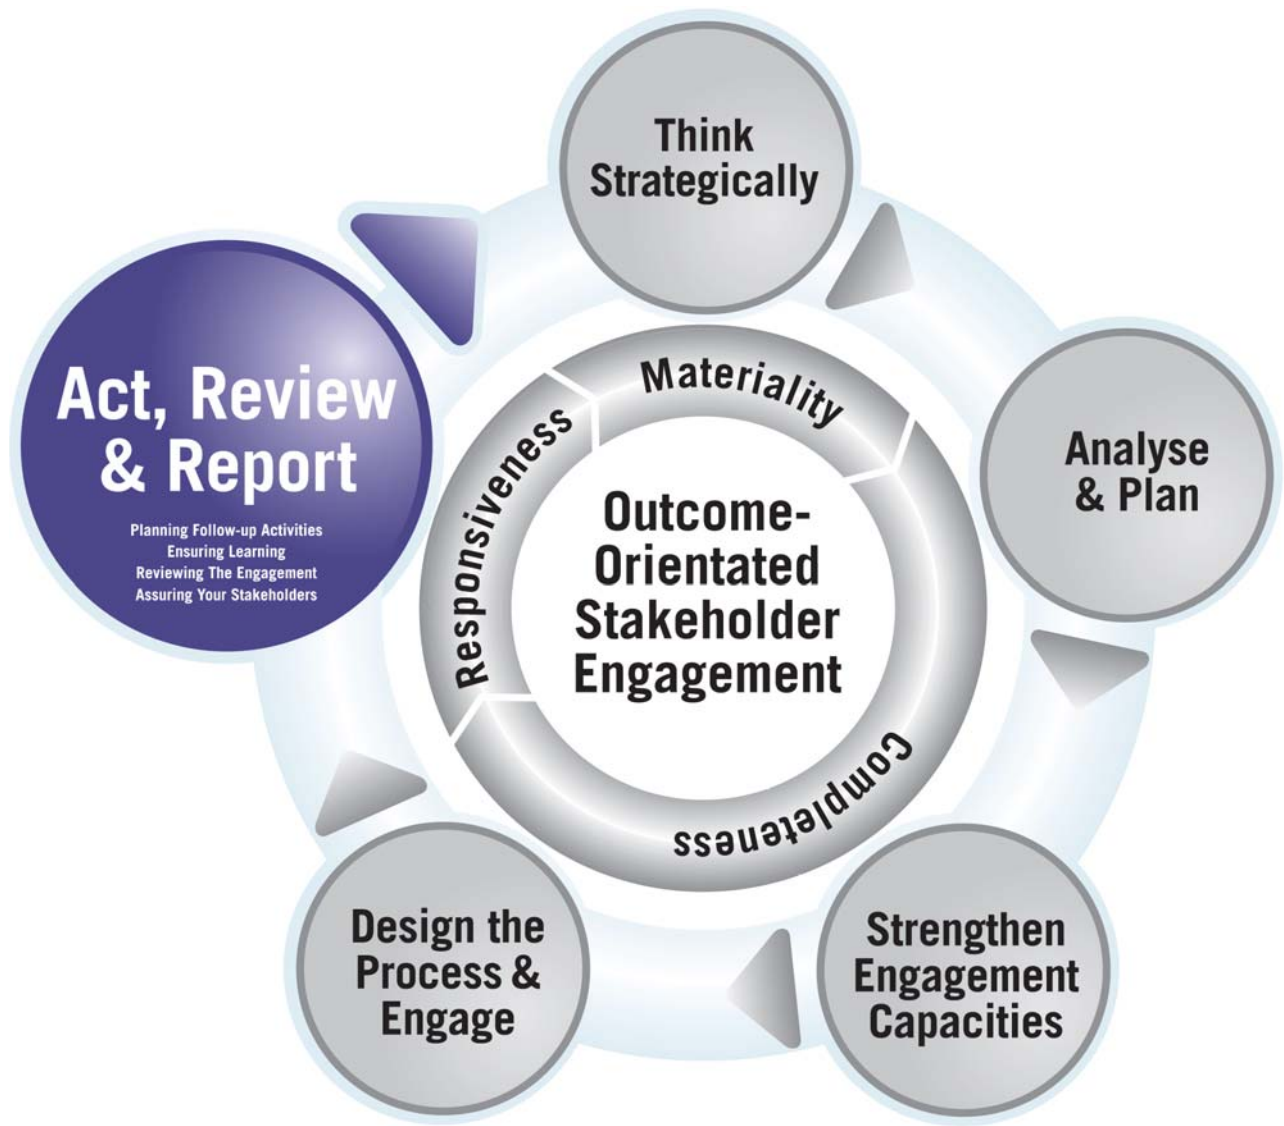 Think
Strategically
Act, Review
& Report
Planning Follow-up Activities
Ensuring Learning
Reviewing The Engagement
Assuring Your Stakeholders
Analyse
& Plan
Materiality
Responsiveness
Completeness
Outcome-
Orientated
Stakeholder
Engagement
Design the
Process &
Engage
Strengthen
Engagement
Capacities